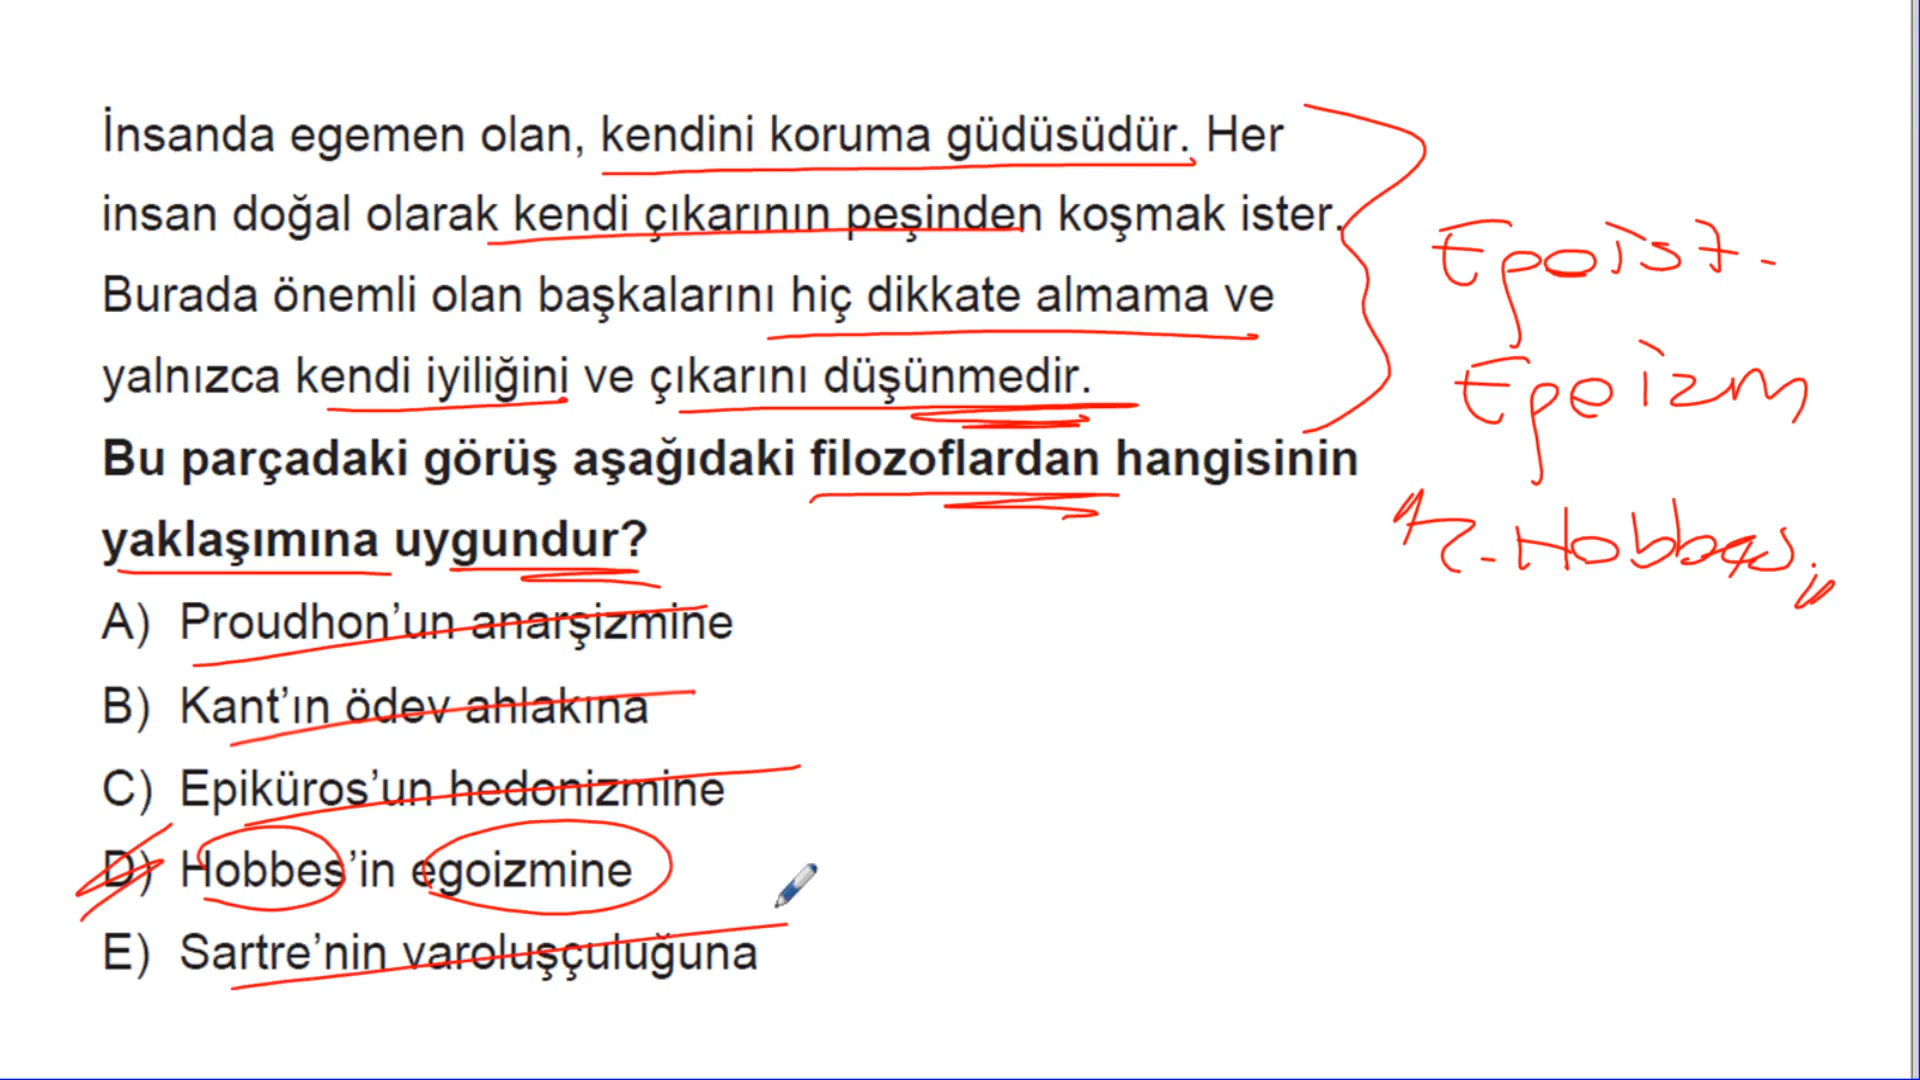 İnsanda egemen olan, kendini koruma güdüsüdür. Her
insan doğal olarak kendi çıkarının peşinden koşmak ister.
Burada önemli olan başkalarını hiç dikkate almama ve
yalnızca kendi iyiliğini ve çıkarını düşünmedir.
Bu parçadaki görüş aşağıdaki filozoflardan hangisinin
yaklaşımına uygundur?
A) Proudhon’un anarşizmine
B) Kant’ın ödev ahlakına
C) Epiküros’un hedonizmine
D) Hobbes’in egoizmine
E) Sartre’nin varoluşçuluğuna
Egoist.
Egoizm
T. Hobbes